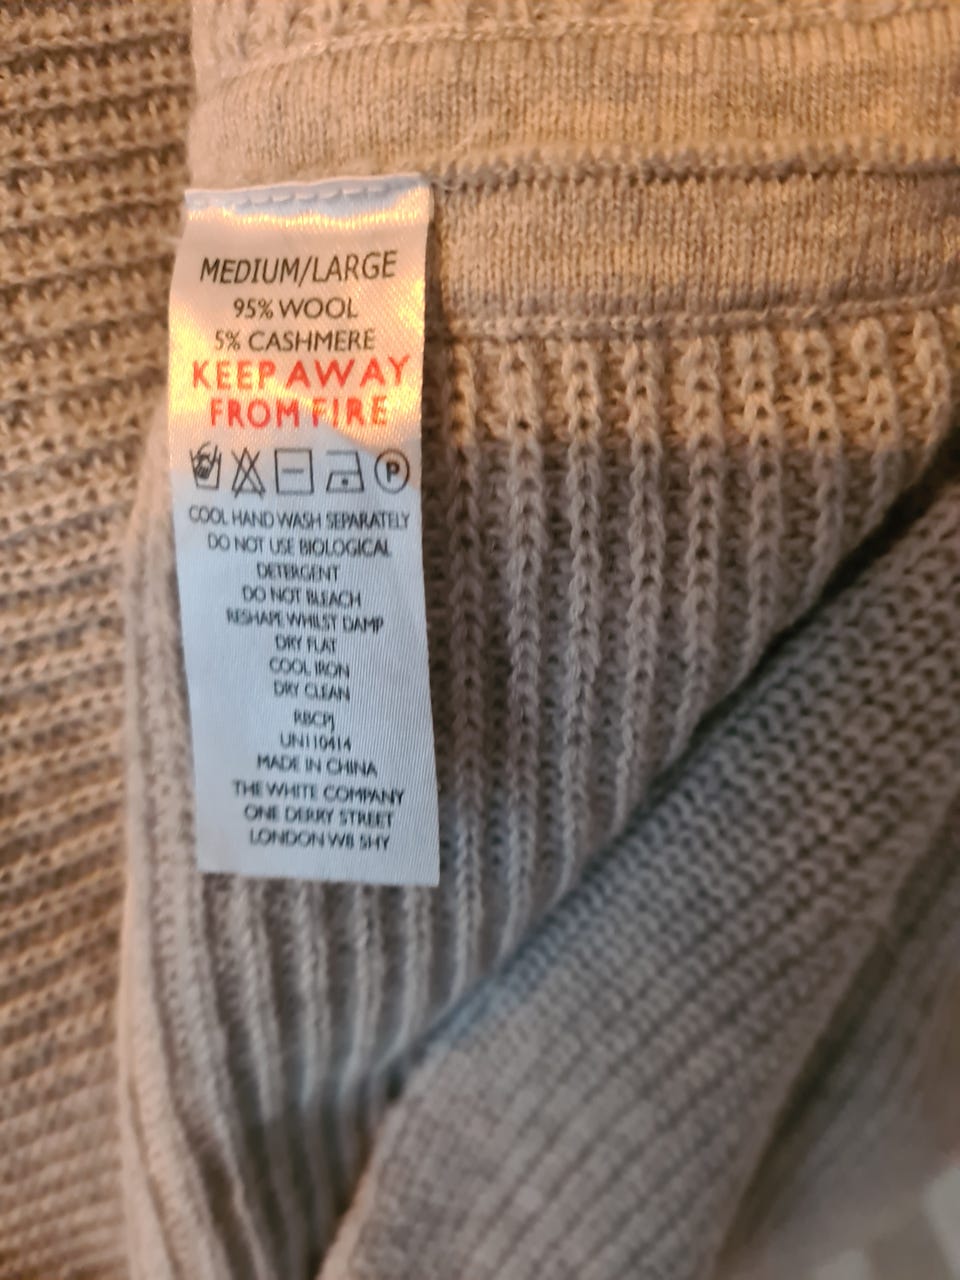 MEDIUM/LARGE
95% WOOL
5% CASHMERE
KEEP AWAY
FROM FIRE
P
COOL HAND WASH SEPARATELY
DO NOT USE BIOLOGICAL
DETERGENT
DO NOT BLEACH
RESHAPE WHILST DAMP
DRY FLAT
COOL IRON
DRY CLEAN
RBCPJ
UN110414
MADE IN CHINA
THE WHITE COMPANY
ONE DERRY STREET
LONDON W8 5HY